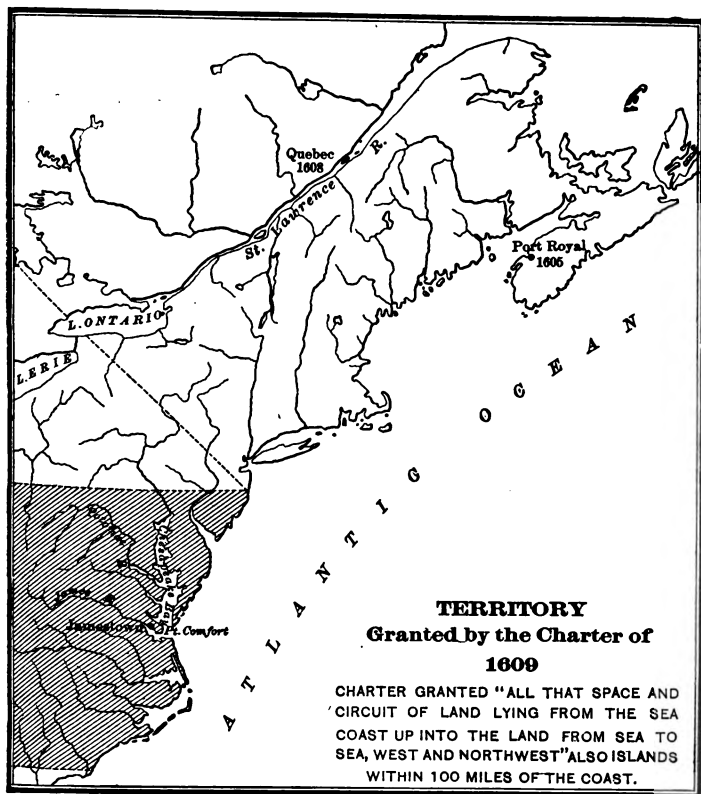 Quebec
1608
St. Lawrence R.
Port Royal
1605
L. ONTARIO
L. ERIE
ATLANTIC OCEAN
James R.
Jamestown
Pt. Comfort
TERRITORY
Granted by the Charter of
1609
CHARTER GRANTED "ALL THAT SPACE AND
CIRCUIT OF LAND LYING FROM THE SEA
COAST UP INTO THE LAND FROM SEA TO
SEA, WEST AND NORTHWEST" ALSO ISLANDS
WITHIN 100 MILES OF THE COAST.